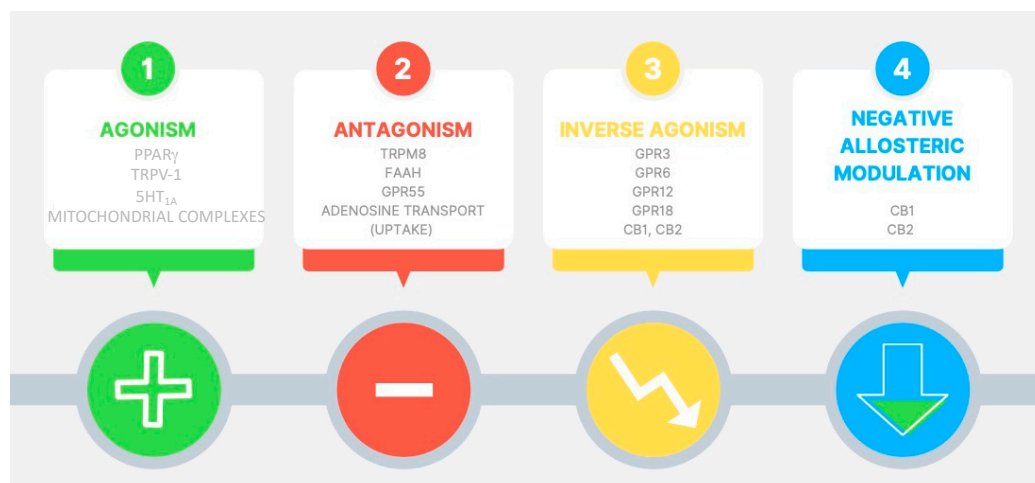 1
AGONISM
PPARγ
TRPV-1
5HT₁ₐ
MITOCHONDRIAL COMPLEXES
2
ANTAGONISM
TRPM8
FAAH
GPR55
ADENOSINE TRANSPORT
(UPTAKE)
3
INVERSE AGONISM
GPR3
GPR6
GPR12
GPR18
CB1, CB2
4
NEGATIVE
ALLOSTERIC
MODULATION
CB1
CB2